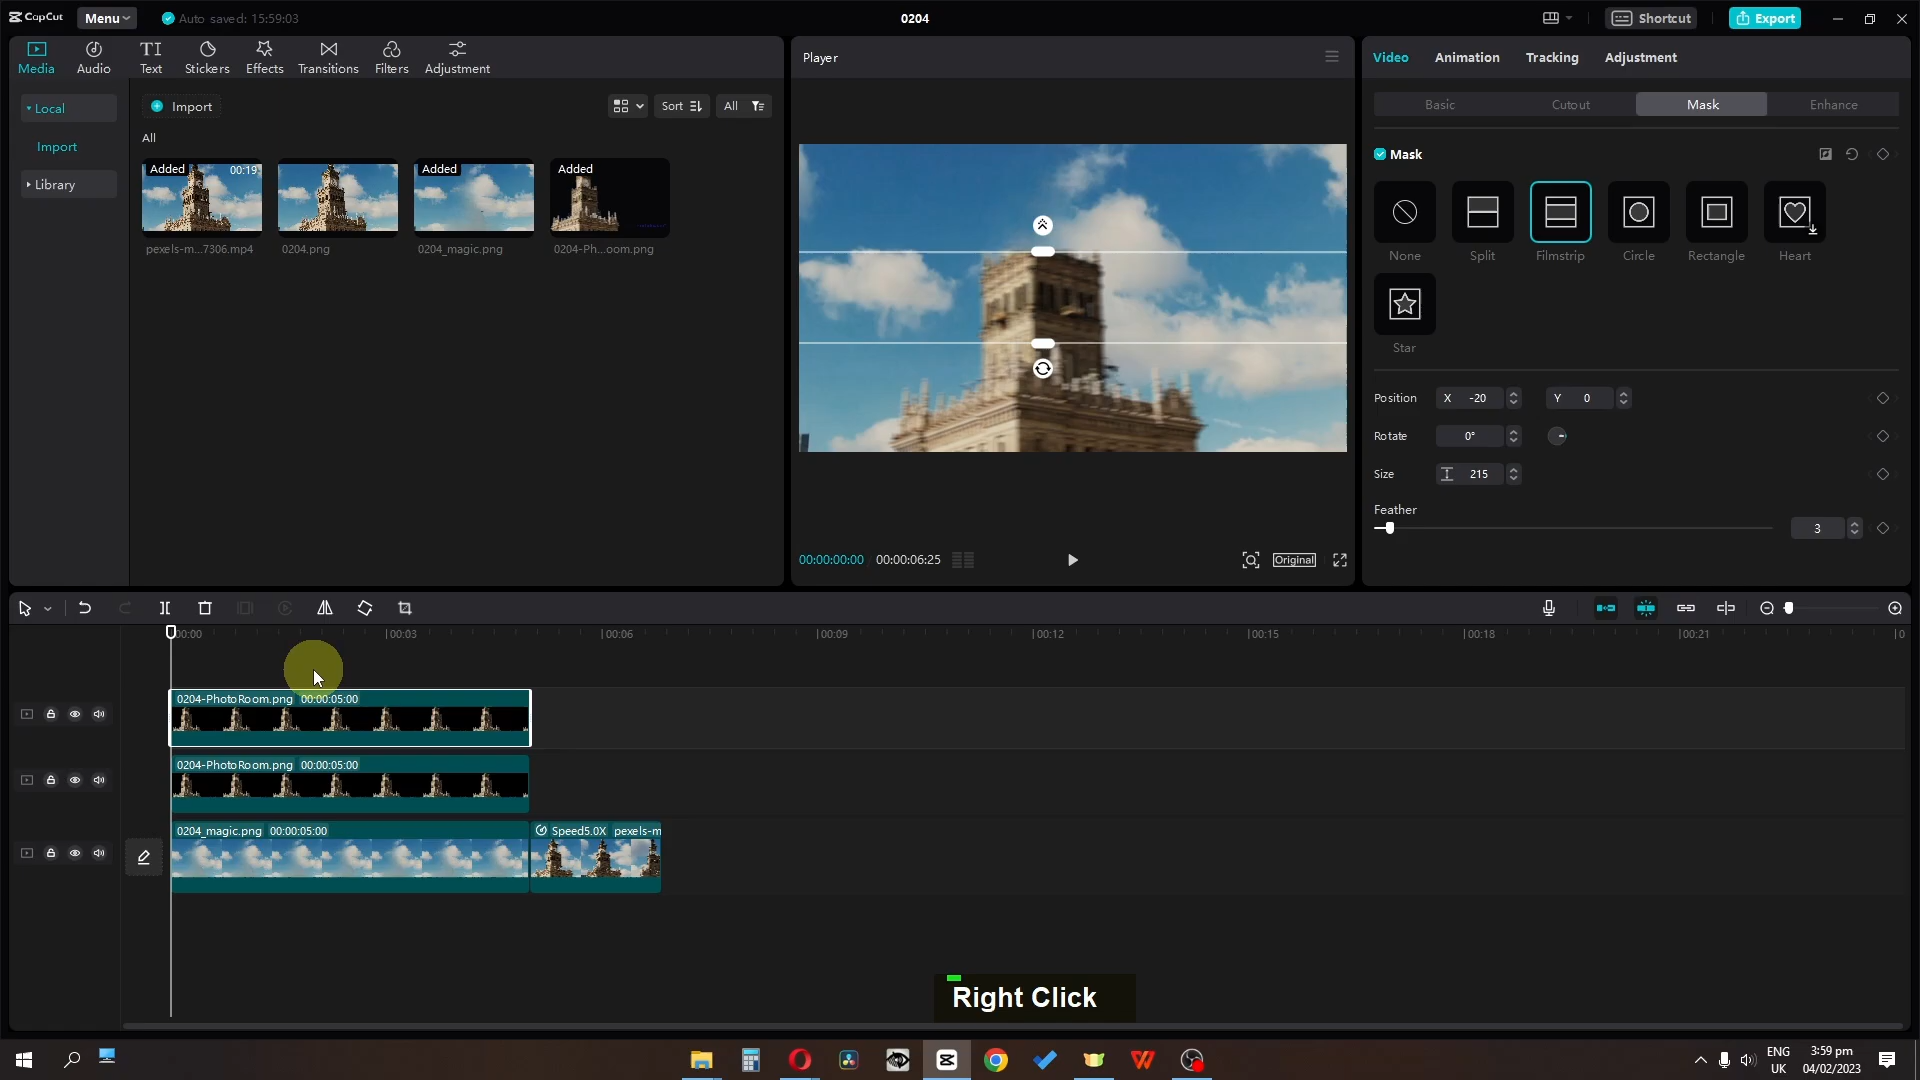 CapCut
Menu
Auto saved: 15:59:03
0204
Shortcut
Export
Media
Audio
Text
Stickers
Effects
Transitions
Filters
Adjustment
Local
Import
Library
Import
Sort
All
All
Added
00:19
pexels-m...7306.mp4
0204.png
Added
0204_magic.png
Added
0204-Ph...oom.png
Player
00:00:00:00
00:00:06:25
Original
Video
Animation
Tracking
Adjustment
Basic
Cutout
Mask
Enhance
Mask
None
Split
Filmstrip
Circle
Rectangle
Heart
Star
Position
X -20
Y 0
Rotate
0°
Size
215
Feather
3
00:00
00:03
00:06
00:09
00:12
00:15
00:18
00:21
0
0204-PhotoRoom.png 00:00:05:00
0204-PhotoRoom.png 00:00:05:00
0204_magic.png 00:00:05:00
Speed5.0X pexels-m
Right Click
ENG
UK
3:59 pm
04/02/2023